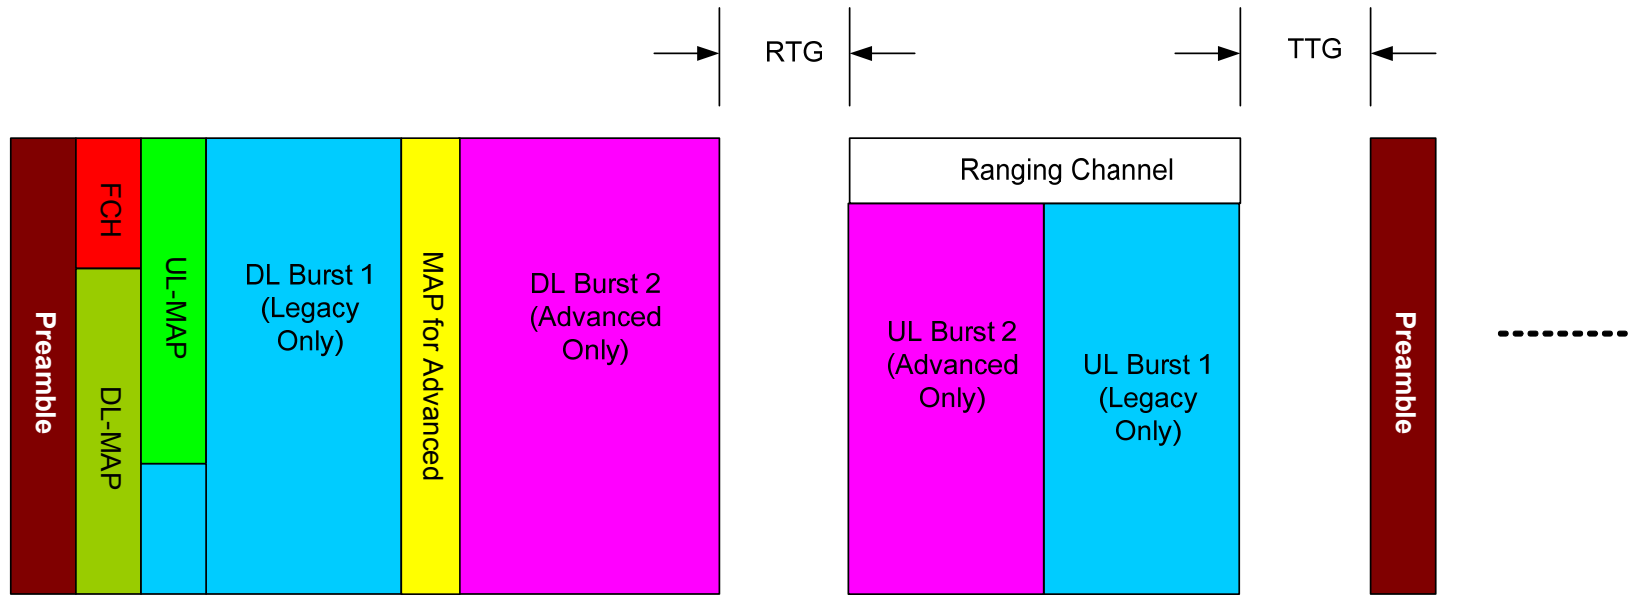 RTG
TTG
Preamble
FCH
DL-MAP
UL-MAP
DL Burst 1
(Legacy
Only)
MAP for Advanced
DL Burst 2
(Advanced
Only)
Ranging Channel
UL Burst 2
(Advanced
Only)
UL Burst 1
(Legacy
Only)
Preamble